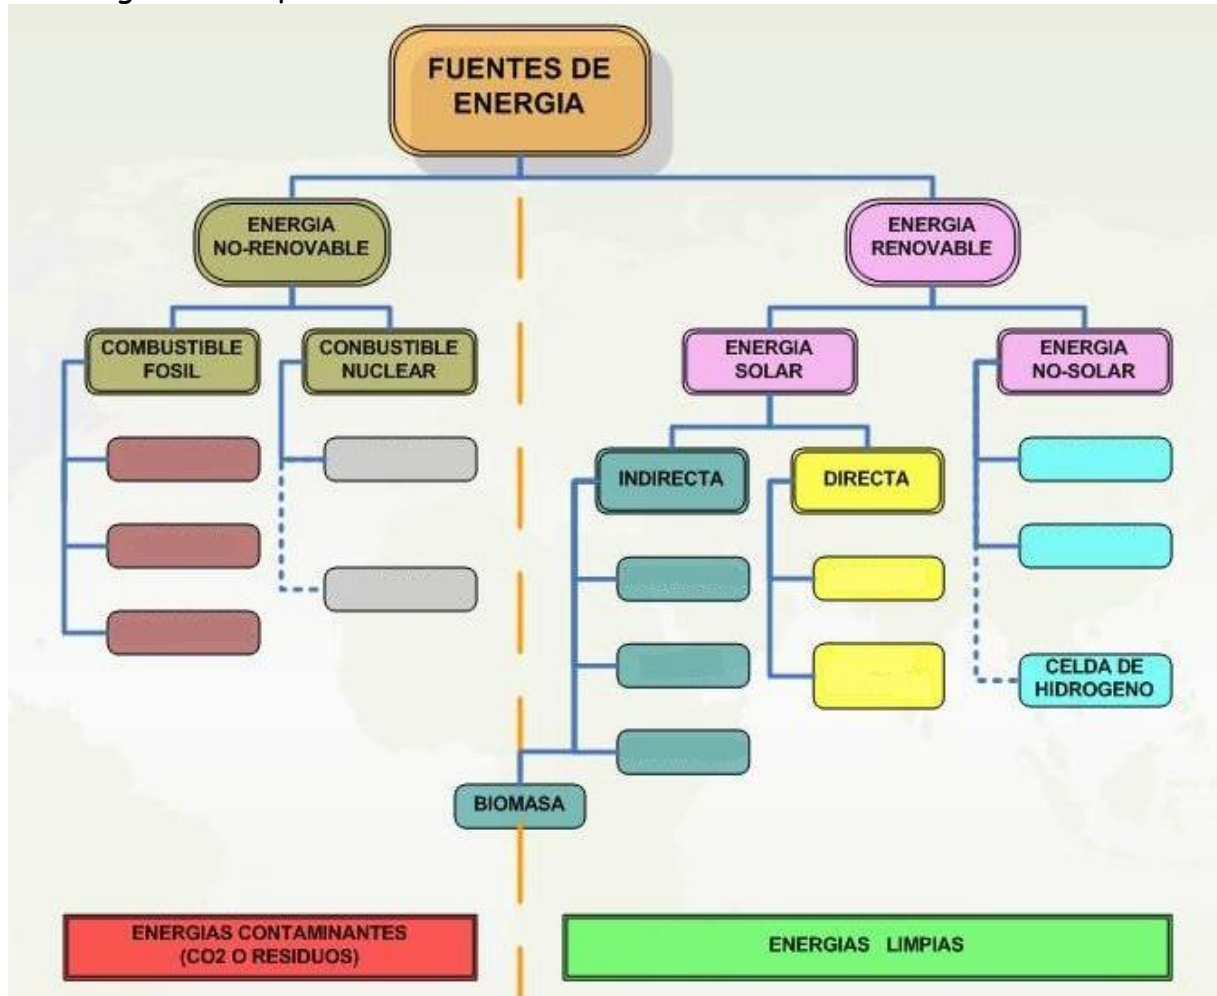 FUENTES DE
ENERGIA
ENERGIA
NO-RENOVABLE
ENERGIA
RENOVABLE
COMBUSTIBLE
FOSIL
CONBUSTIBLE
NUCLEAR
ENERGIA
SOLAR
ENERGIA
NO-SOLAR
INDIRECTA
DIRECTA
CELDA DE
HIDROGENO
BIOMASA
ENERGIAS CONTAMINANTES
(CO2 O RESIDUOS)
ENERGIAS LIMPIAS